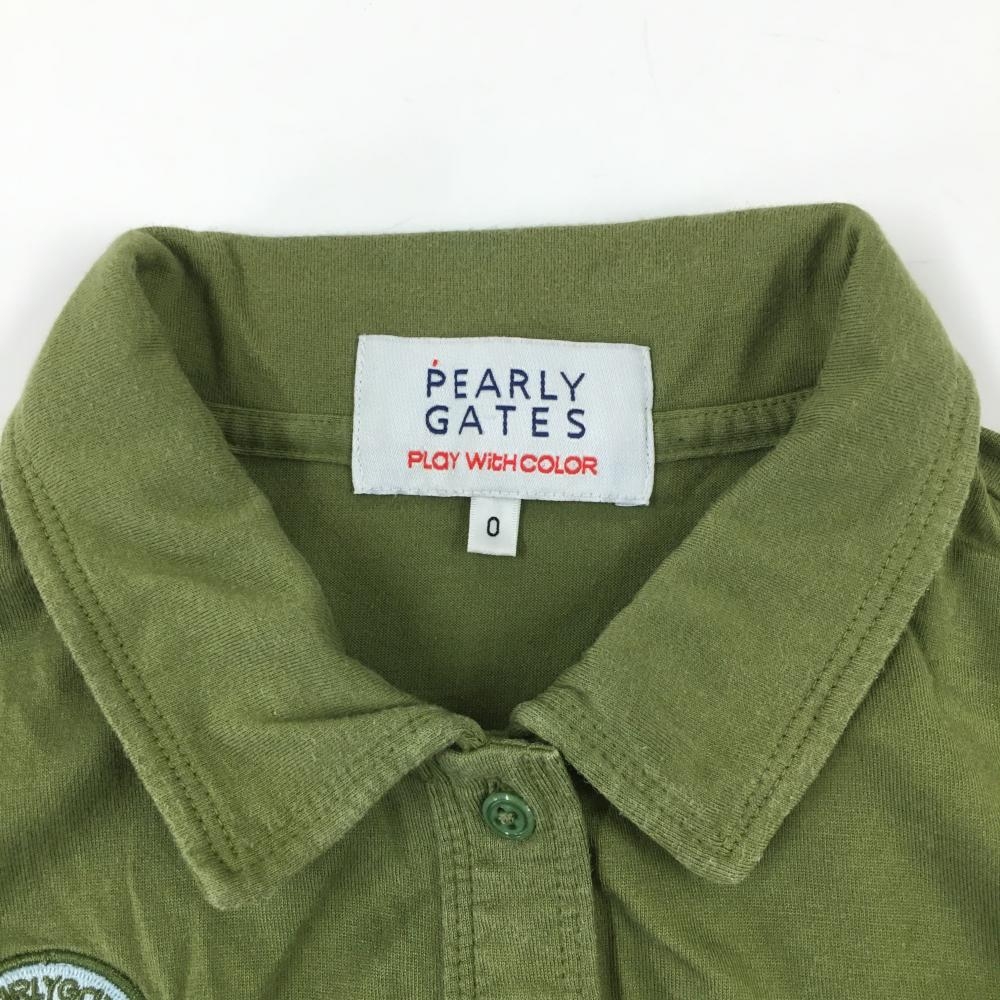 PEARLY
GATES
PLAY WITH COLOR
0